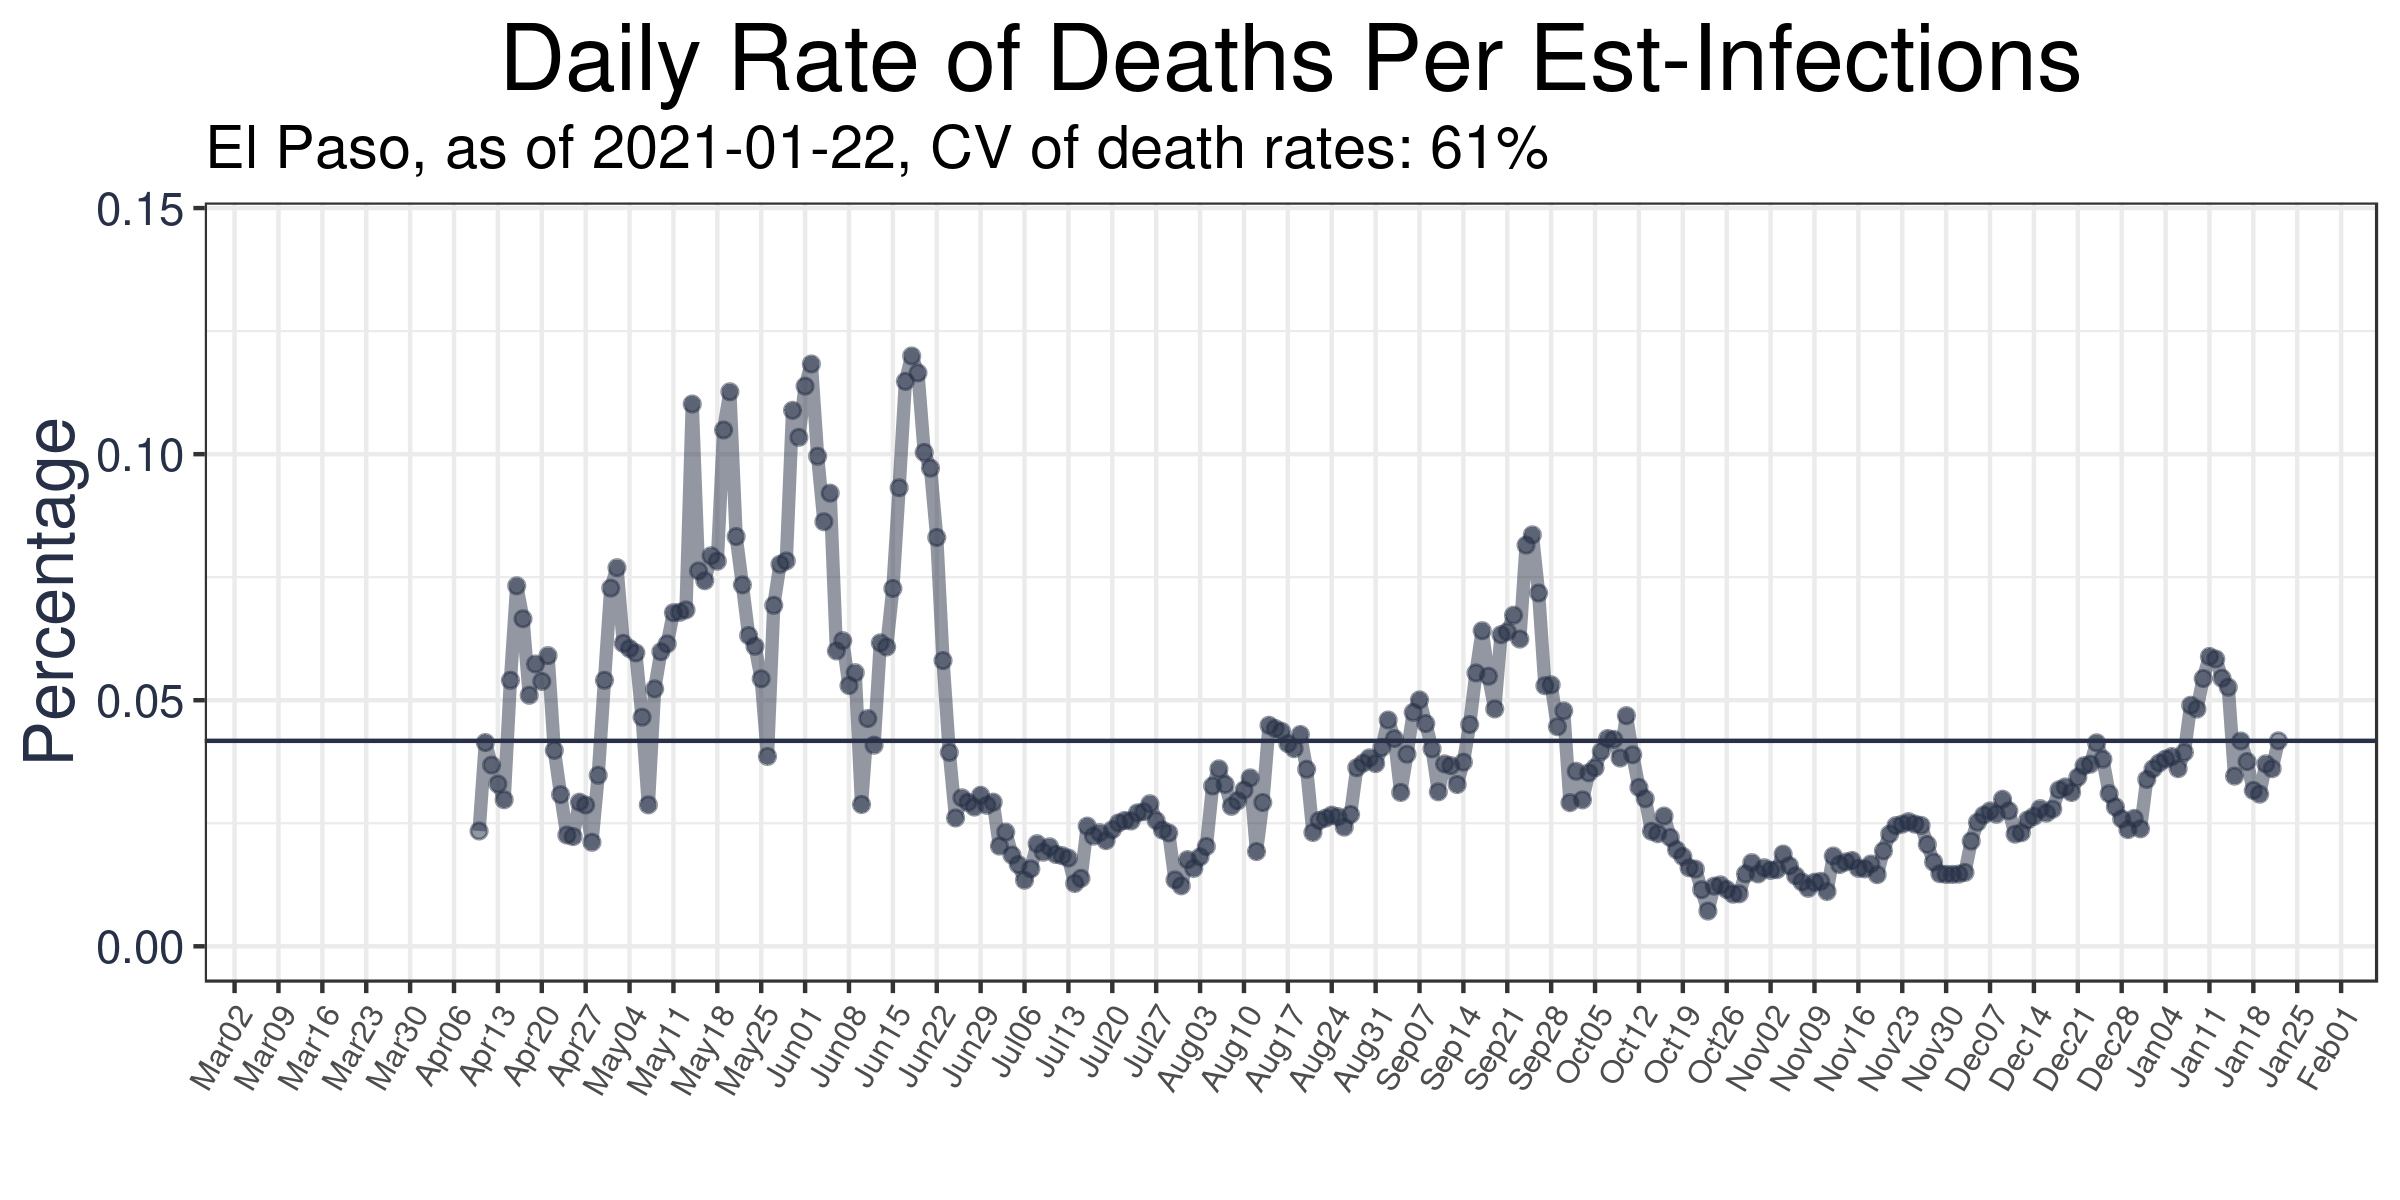 Daily Rate of Deaths Per Est-Infections
El Paso, as of 2021-01-22, CV of death rates: 61%
Percentage
0.15
0.10
0.05
0.00
Mar02
Mar09
Mar16
Mar23
Mar30
Apr06
Apr13
Apr20
Apr27
May04
May11
May18
May25
Jun01
Jun08
Jun15
Jun22
Jun29
Jul06
Jul13
Jul20
Jul27
Aug03
Aug10
Aug17
Aug24
Aug31
Sep07
Sep14
Sep21
Sep28
Oct05
Oct12
Oct19
Oct26
Nov02
Nov09
Nov16
Nov23
Nov30
Dec07
Dec14
Dec21
Dec28
Jan04
Jan11
Jan18
Jan25
Feb01